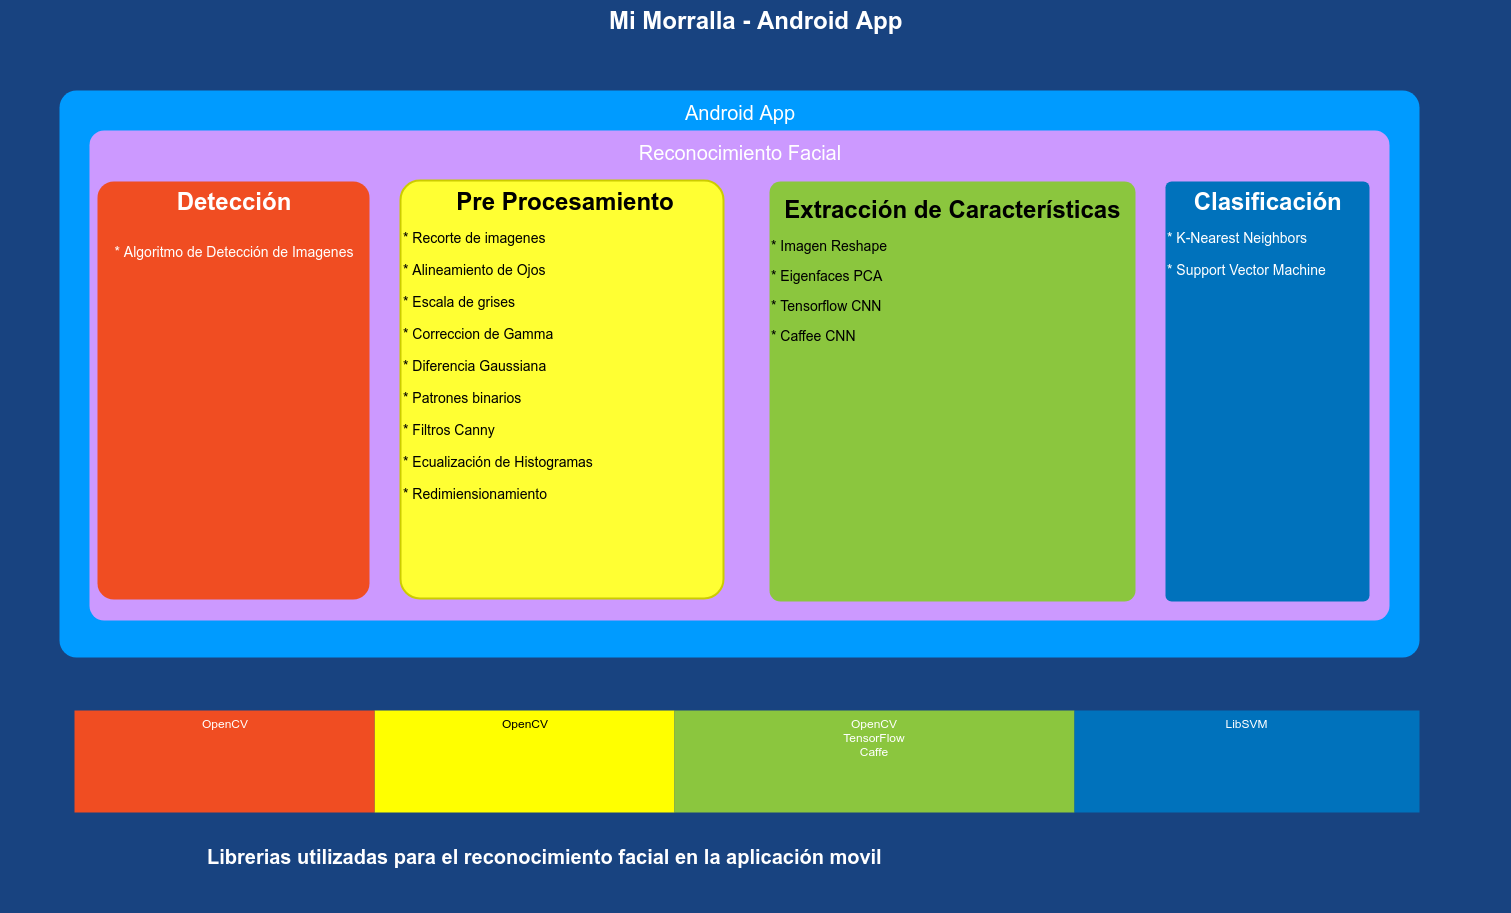 Mi Morralla - Android App
Android App
Reconocimiento Facial
Detección
* Algoritmo de Detección de Imagenes
Pre Procesamiento
* Recorte de imagenes
* Alineamiento de Ojos
* Escala de grises
* Correccion de Gamma
* Diferencia Gaussiana
* Patrones binarios
* Filtros Canny
* Ecualización de Histogramas
* Redimiensionamiento
Extracción de Características
* Imagen Reshape
* Eigenfaces PCA
* Tensorflow CNN
* Caffee CNN
Clasificación
* K-Nearest Neighbors
* Support Vector Machine
OpenCV
OpenCV
OpenCV
TensorFlow
Caffe
LibSVM
Librerias utilizadas para el reconocimiento facial en la aplicación movil